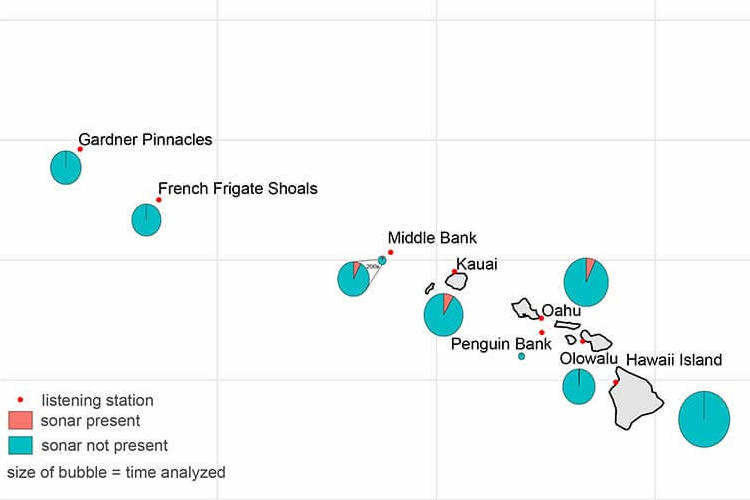 Gardner Pinnacles
French Frigate Shoals
Middle Bank
Kauai
200x
Oahu
Penguin Bank
Olowalu
Hawaii Island
listening station
sonar present
sonar not present
size of bubble = time analyzed